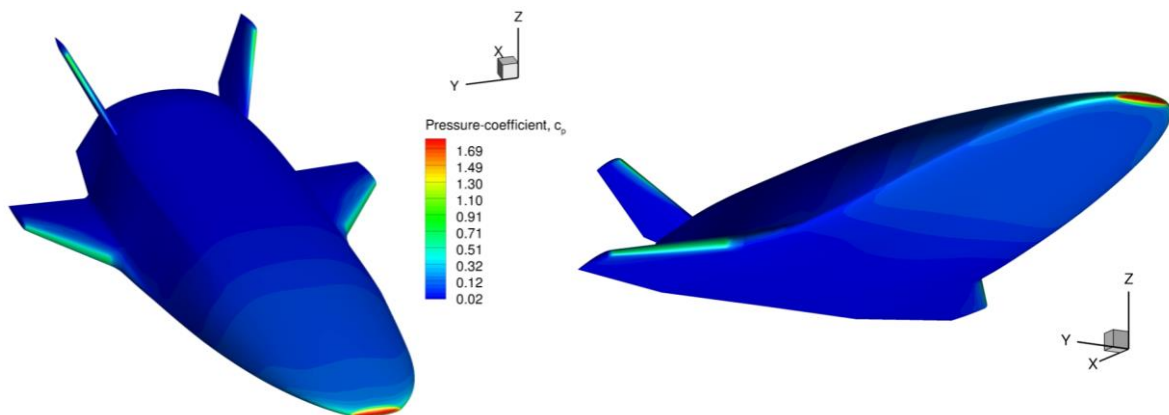 Z
X
Y
Pressure-coefficient, cₚ
1.69
1.49
1.30
1.10
0.91
0.71
0.51
0.32
0.12
0.02
Z
Y
X